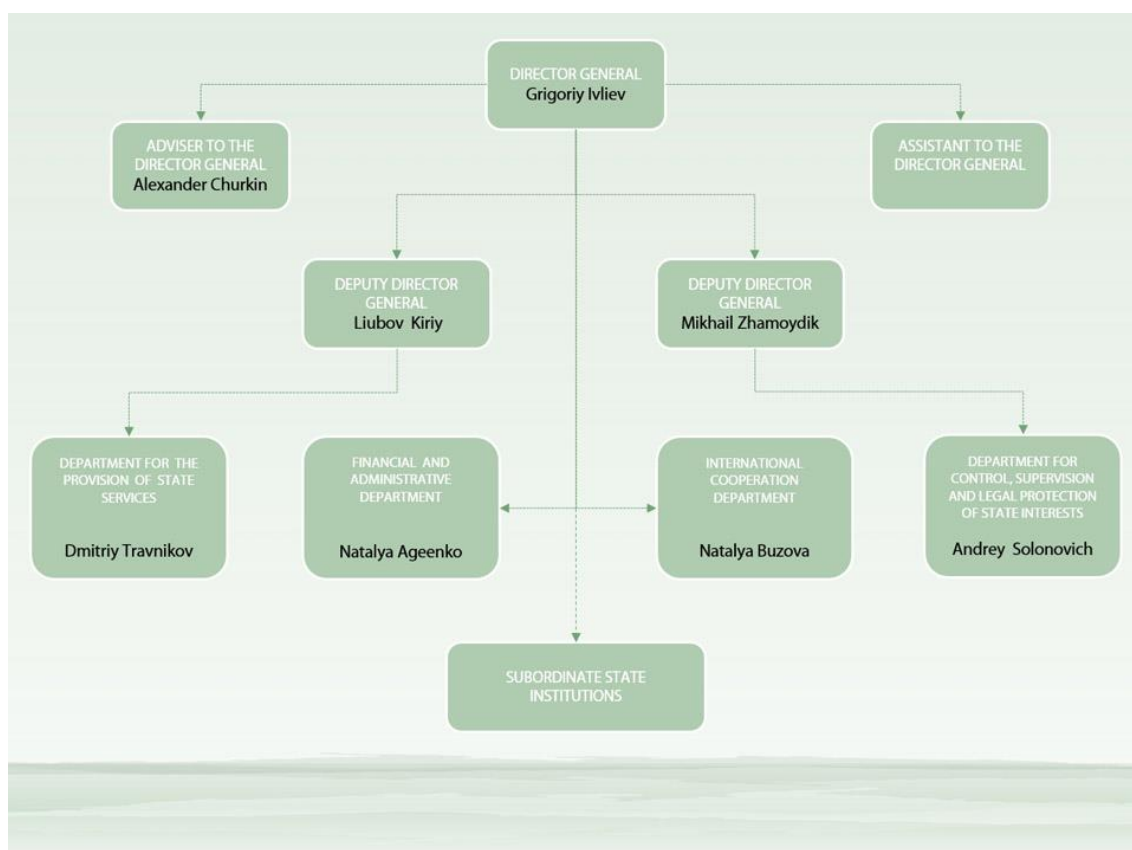 DIRECTOR GENERAL
Grigoriy Ivliev
ADVISER TO THE
DIRECTOR GENERAL
Alexander Churkin
ASSISTANT TO THE
DIRECTOR GENERAL
DEPUTY DIRECTOR
GENERAL
Liubov Kiriy
DEPUTY DIRECTOR
GENERAL
Mikhail Zhamoydik
DEPARTMENT FOR THE
PROVISION OF STATE
SERVICES
Dmitriy Travnikov
FINANCIAL AND
ADMINISTRATIVE
DEPARTMENT
Natalya Ageenko
INTERNATIONAL
COOPERATION
DEPARTMENT
Natalya Buzova
DEPARTMENT FOR
CONTROL, SUPERVISION
AND LEGAL PROTECTION
OF STATE INTERESTS
Andrey Solonovich
SUBORDINATE STATE
INSTITUTIONS